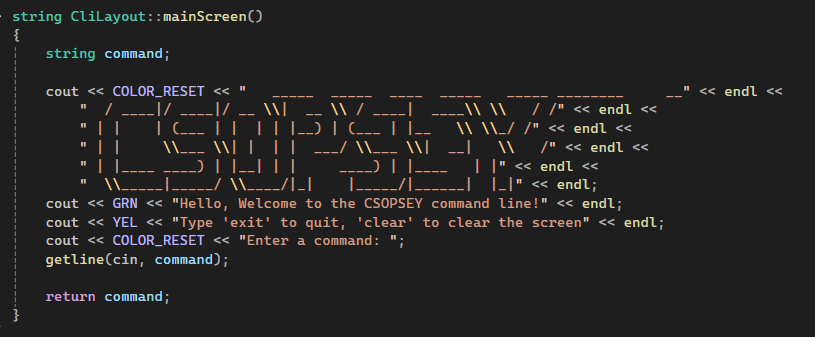 string CliLayout::mainScreen()
{
    string command;

    cout << COLOR_RESET << "   _____  _____  ____  _____   _____ ________     __" << endl <<
        "  / ____|/ ____|/ __ \\|  __ \\ / ____|  ____\\ \\   / /" << endl <<
        " | |    | (___ | |  | | |__) | (___ | |__   \\ \\_/ /" << endl <<
        " | |     \\___ \\| |  | |  ___/ \\___ \\|  __|   \\   /" << endl <<
        " | |____ ____) | |__| | |     ____) | |____   | |" << endl <<
        "  \\_____|_____/ \\____/|_|    |_____/|______|  |_|" << endl;
    cout << GRN << "Hello, Welcome to the CSOPSEY command line!" << endl;
    cout << YEL << "Type 'exit' to quit, 'clear' to clear the screen" << endl;
    cout << COLOR_RESET << "Enter a command: ";
    getline(cin, command);

    return command;
}